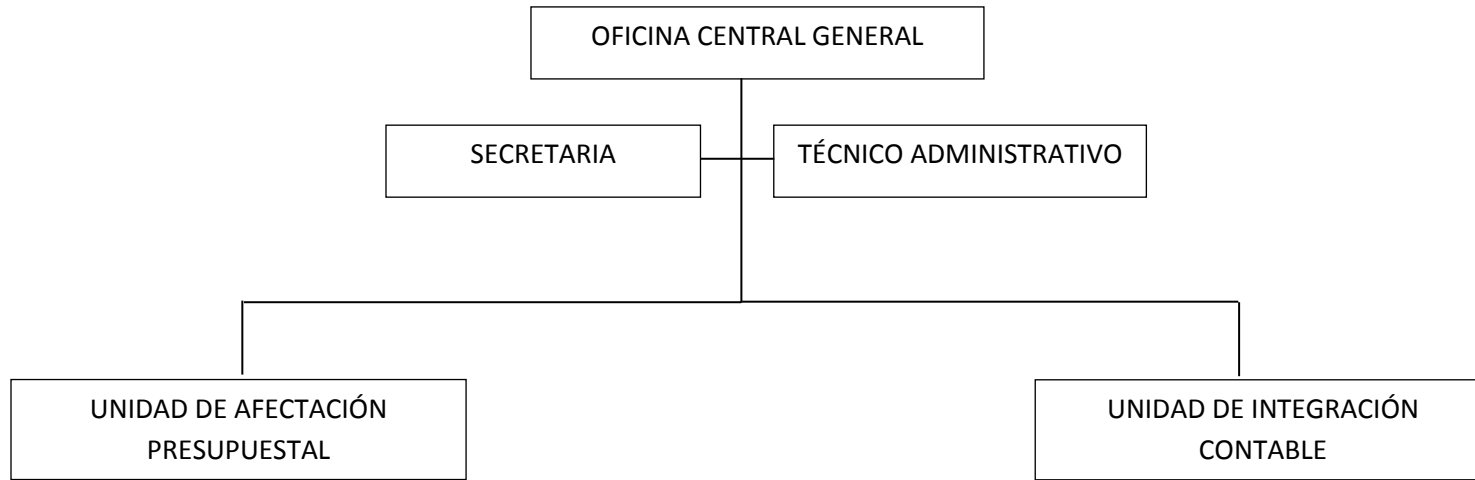 OFICINA CENTRAL GENERAL
SECRETARIA
TÉCNICO ADMINISTRATIVO
UNIDAD DE AFECTACIÓN
PRESUPUESTAL
UNIDAD DE INTEGRACIÓN
CONTABLE